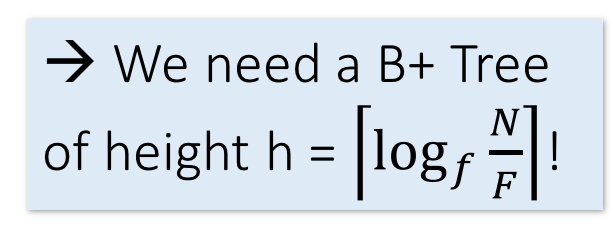 → We need a B+ Tree
of height h = ⌈log_f N/F⌉!